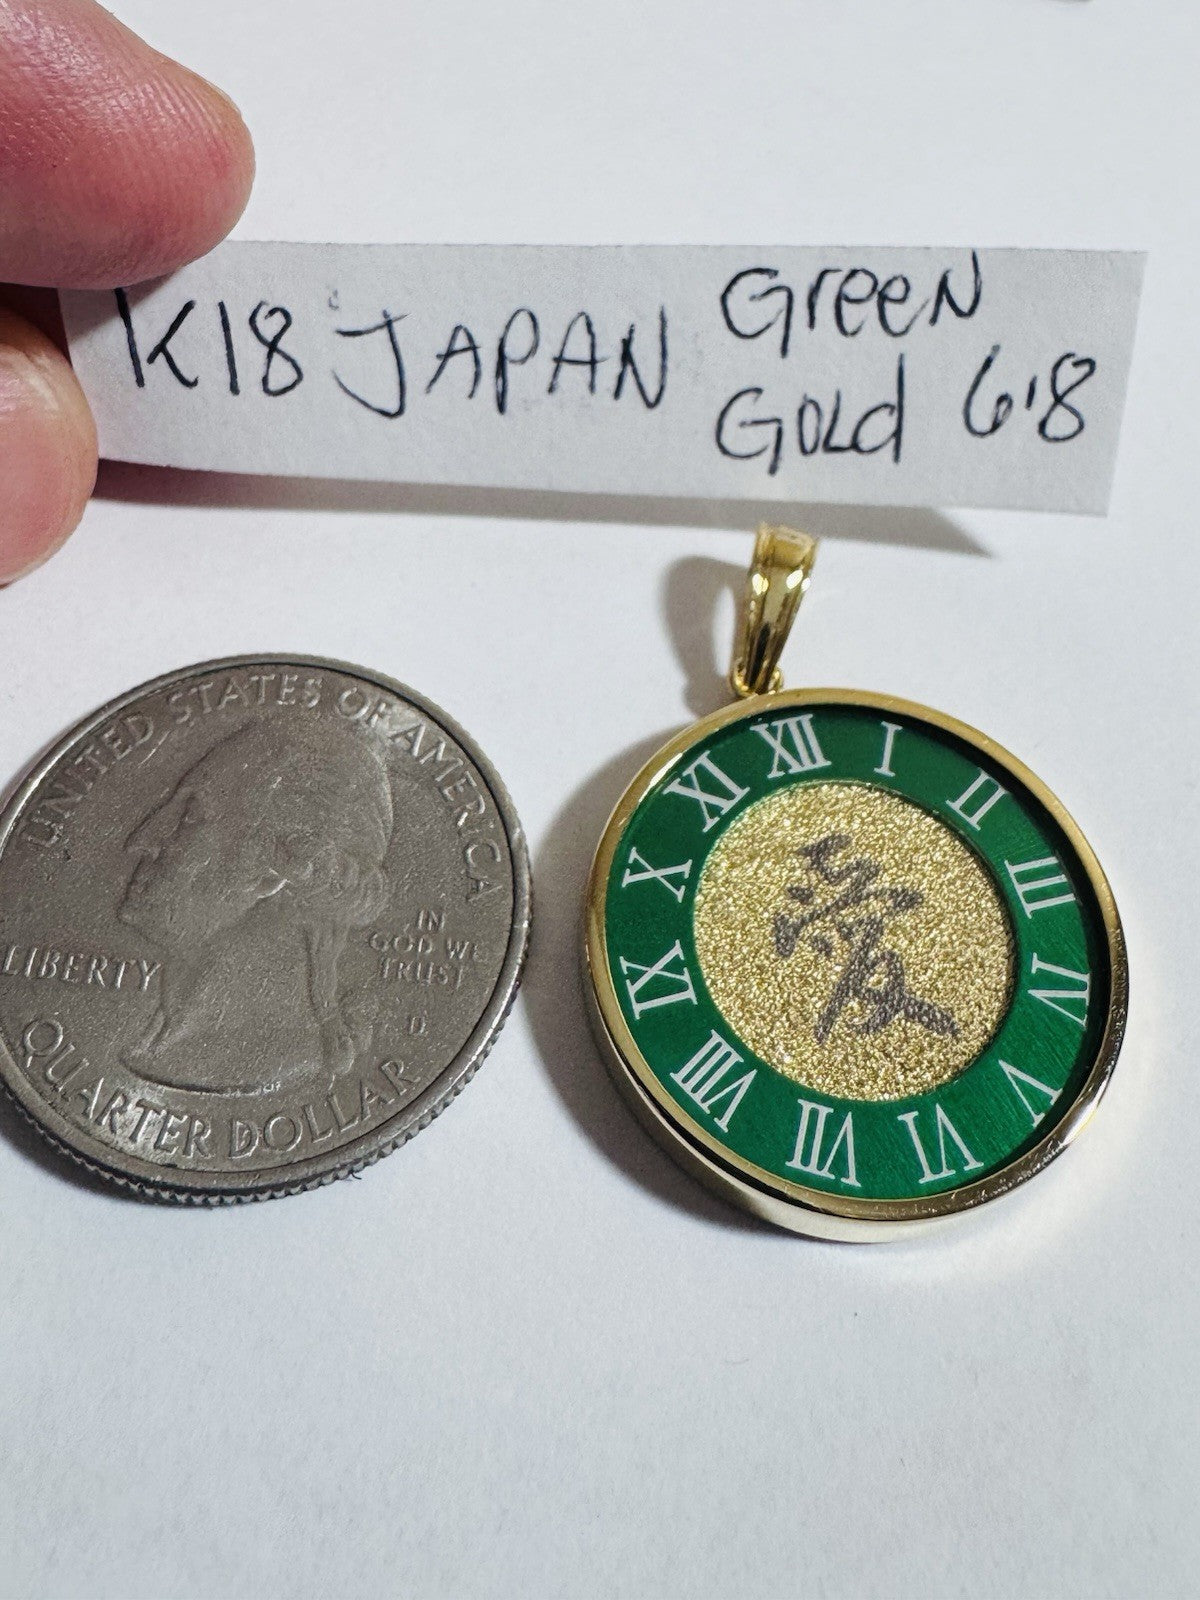 K18 JAPAN Green
Gold 6.8
UNITED STATES OF AMERICA
LIBERTY
IN
GOD WE
TRUST
D
QUARTER DOLLAR
XII
I
II
III
IV
V
VI
VII
VIII
IX
X
XI
愛